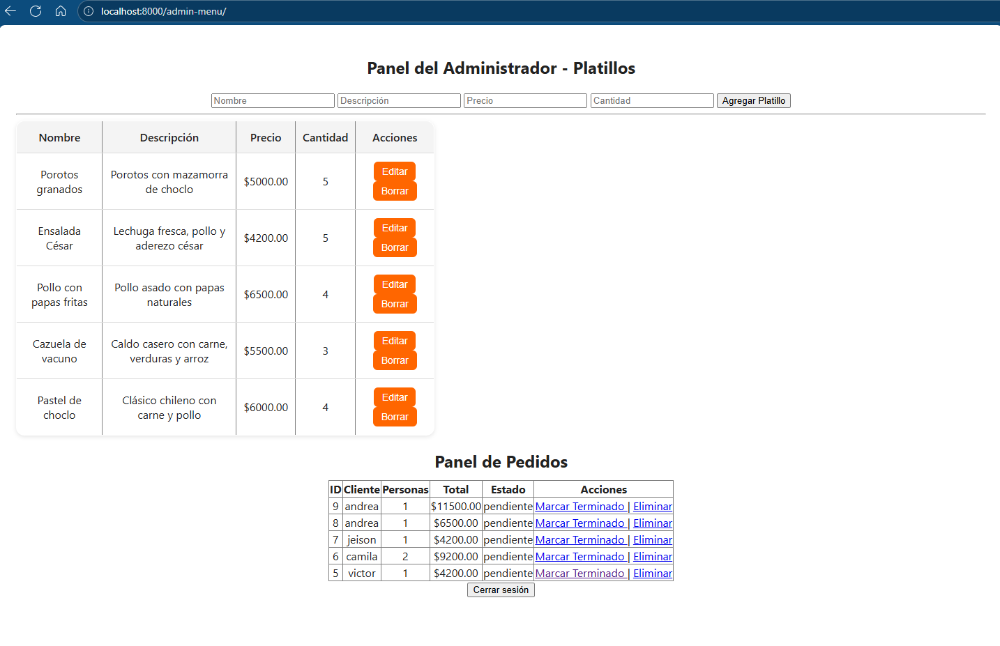 localhost:8000/admin-menu/
Panel del Administrador - Platillos
Nombre Descripción Precio Cantidad Agregar Platillo
Nombre Descripción Precio Cantidad Acciones
Porotos granados Porotos con mazamorra de choclo $5000.00 5 Editar Borrar
Ensalada César Lechuga fresca, pollo y aderezo césar $4200.00 5 Editar Borrar
Pollo con papas fritas Pollo asado con papas naturales $6500.00 4 Editar Borrar
Cazuela de vacuno Caldo casero con carne, verduras y arroz $5500.00 3 Editar Borrar
Pastel de choclo Clásico chileno con carne y pollo $6000.00 4 Editar Borrar
Panel de Pedidos
ID Cliente Personas Total Estado Acciones
9 andrea 1 $11500.00 pendiente Marcar Terminado | Eliminar
8 andrea 1 $6500.00 pendiente Marcar Terminado | Eliminar
7 jeison 1 $4200.00 pendiente Marcar Terminado | Eliminar
6 camila 2 $9200.00 pendiente Marcar Terminado | Eliminar
5 victor 1 $4200.00 pendiente Marcar Terminado | Eliminar
Cerrar sesión